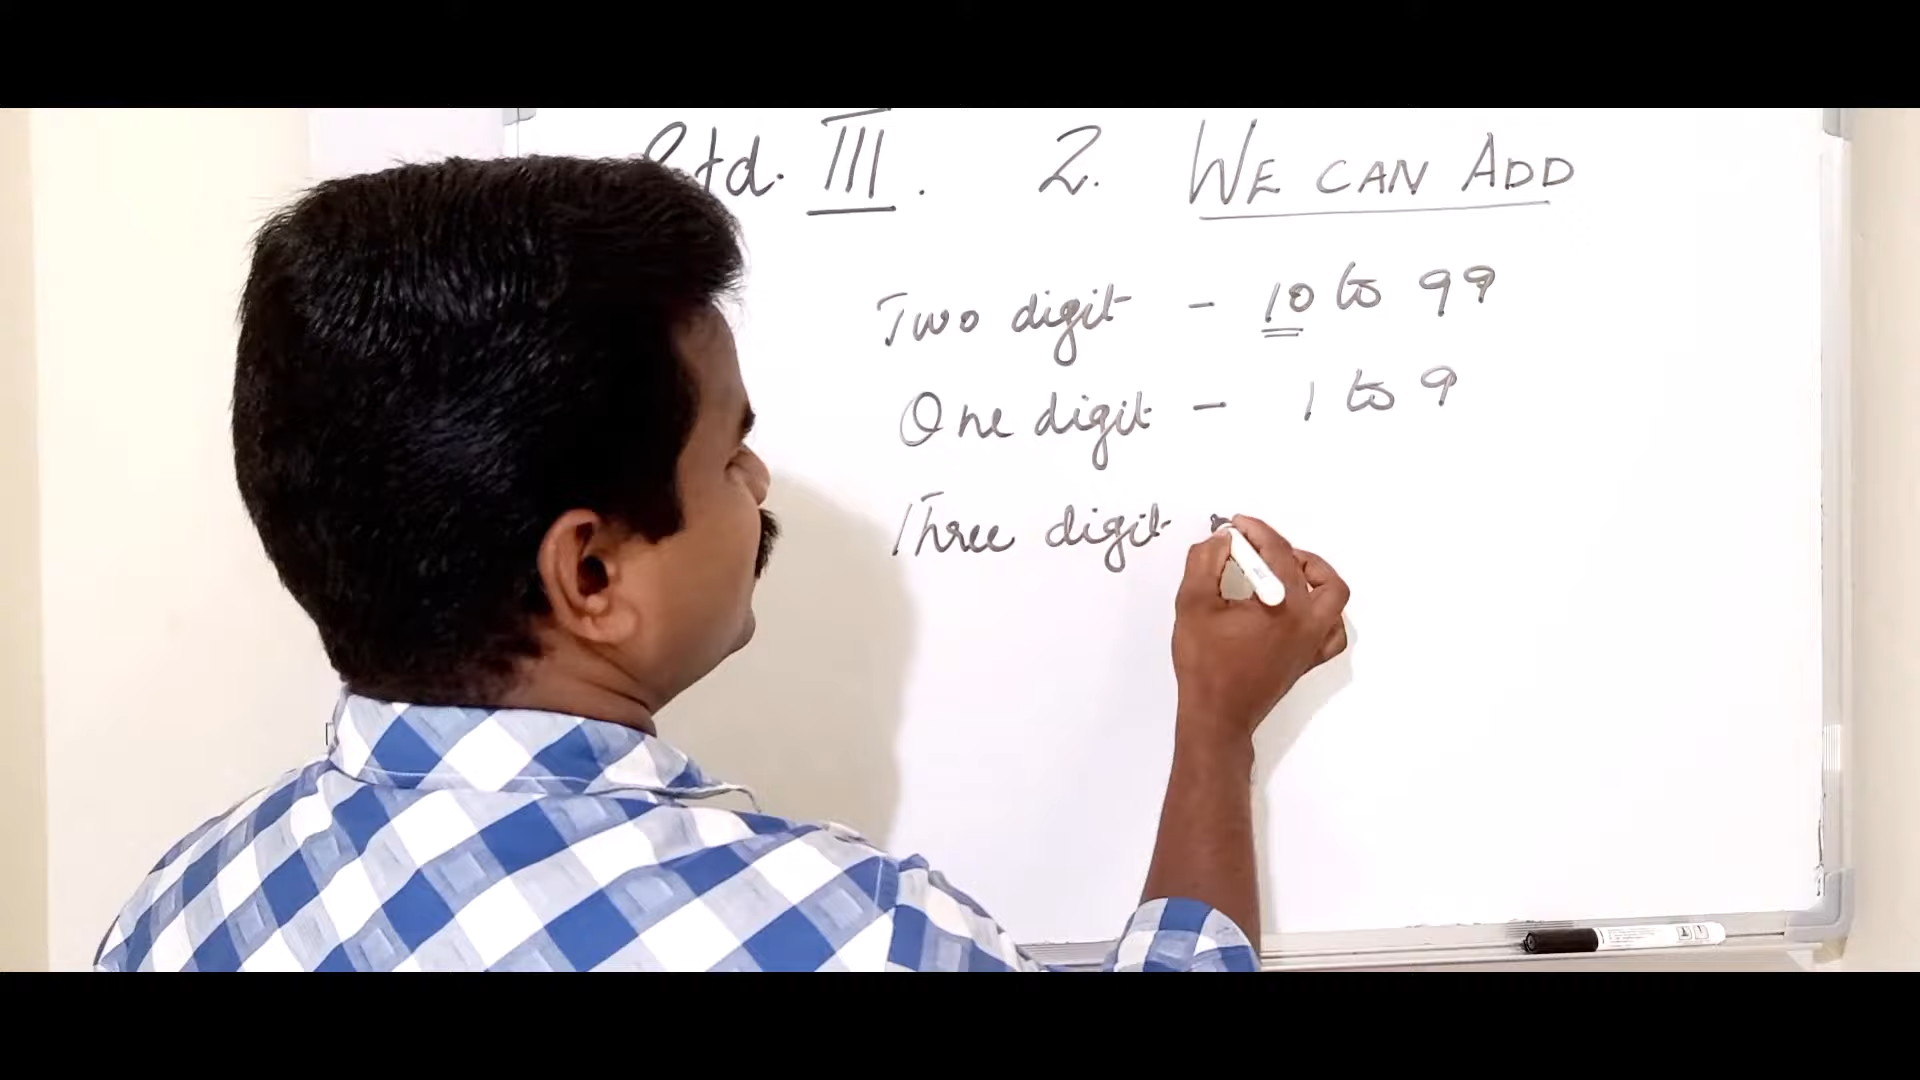 Std. III. 2. WE CAN ADD
Two digit - 10 to 99
One digit - 1 to 9
Three digit